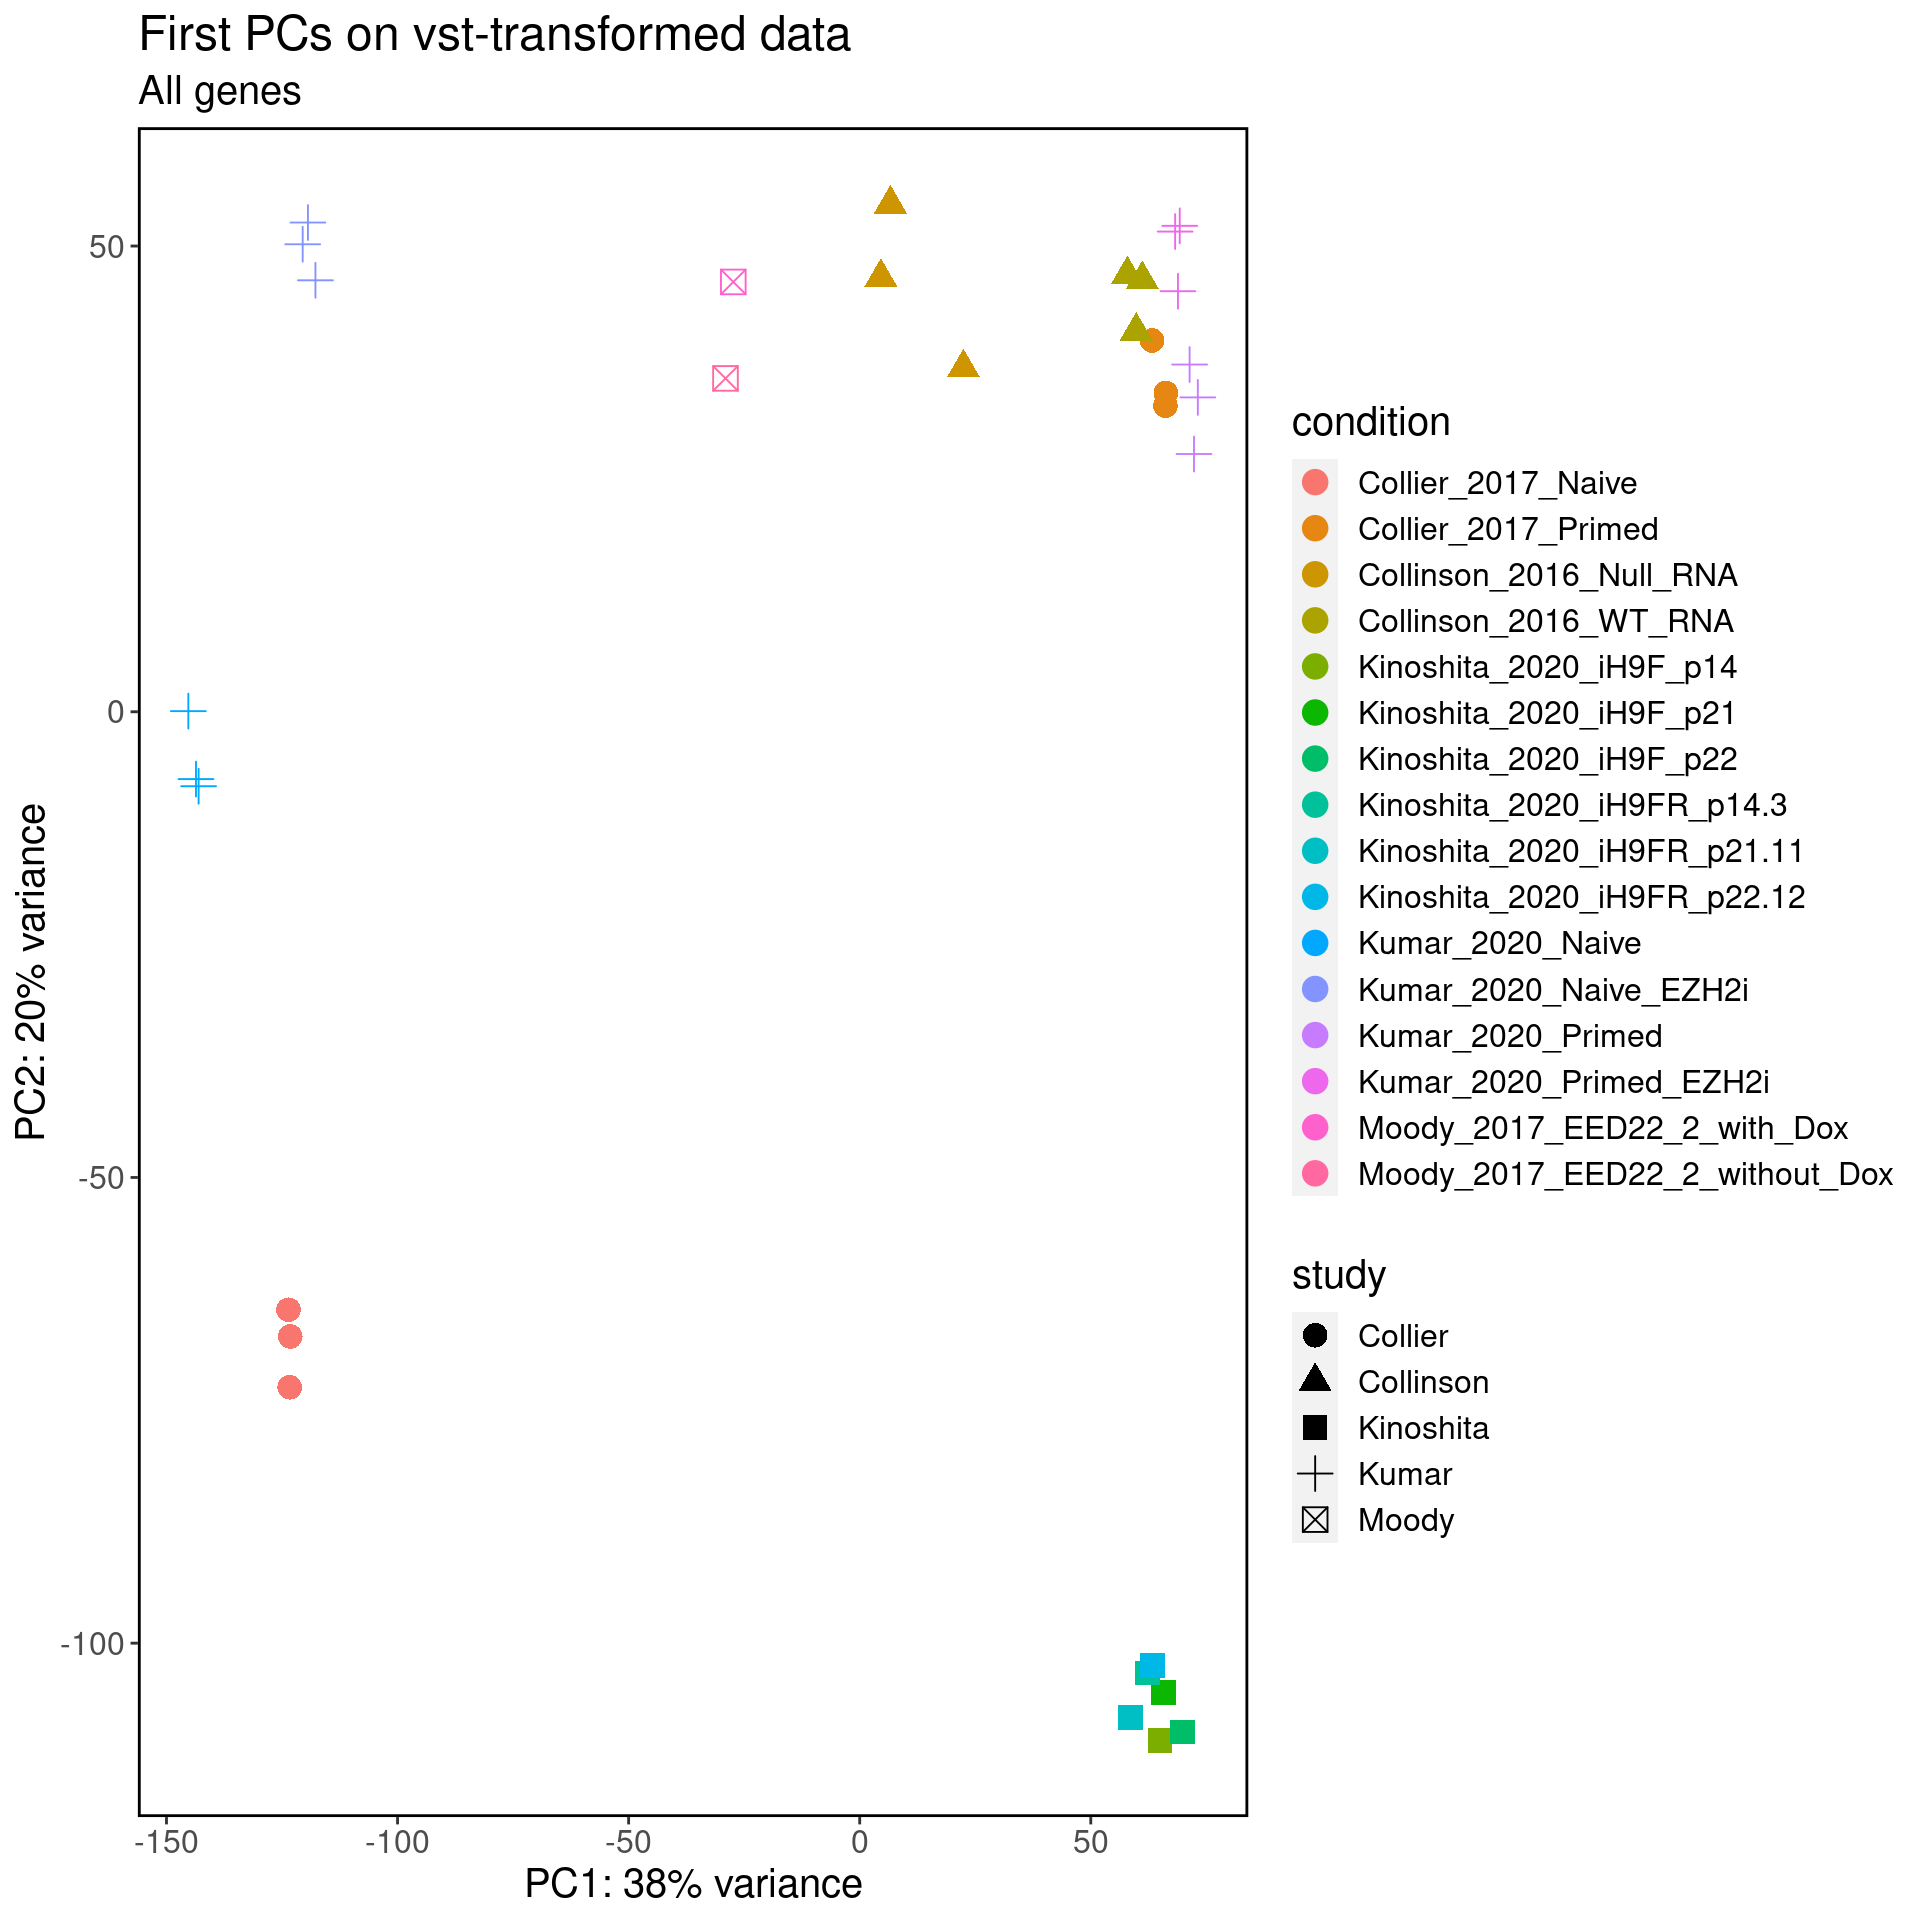 First PCs on vst-transformed data
All genes
50
0
-50
-100
PC2: 20% variance
-150
-100
-50
0
50
PC1: 38% variance
condition
Collier_2017_Naive
Collier_2017_Primed
Collinson_2016_Null_RNA
Collinson_2016_WT_RNA
Kinoshita_2020_iH9F_p14
Kinoshita_2020_iH9F_p21
Kinoshita_2020_iH9F_p22
Kinoshita_2020_iH9FR_p14.3
Kinoshita_2020_iH9FR_p21.11
Kinoshita_2020_iH9FR_p22.12
Kumar_2020_Naive
Kumar_2020_Naive_EZH2i
Kumar_2020_Primed
Kumar_2020_Primed_EZH2i
Moody_2017_EED22_2_with_Dox
Moody_2017_EED22_2_without_Dox
study
Collier
Collinson
Kinoshita
Kumar
Moody